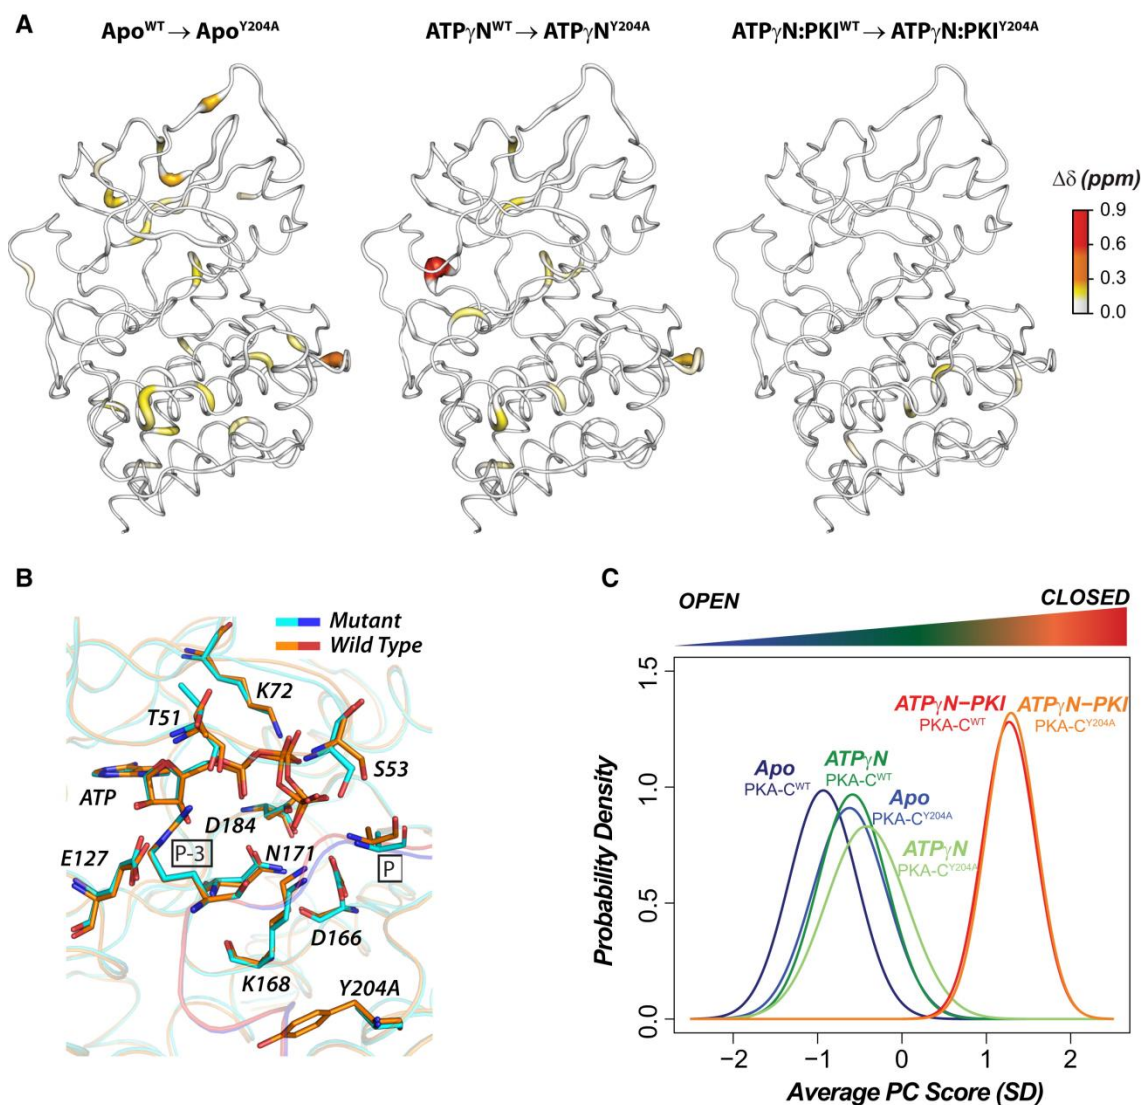 A
Apo^WT → Apo^Y204A
ATPγN^WT → ATPγN^Y204A
ATPγN:PKI^WT → ATPγN:PKI^Y204A
Δδ (ppm)
0.9
0.6
0.3
0.0
B
Mutant
Wild Type
K72
T51
S53
ATP
D184
P-3
N171
P
E127
D166
K168
Y204A
C
OPEN
CLOSED
1.5
1.0
0.5
0.0
Probability Density
ATPγN−PKI
PKA-C^WT
ATPγN−PKI
PKA-C^Y204A
Apo
PKA-C^WT
ATPγN
PKA-C^WT
Apo
PKA-C^Y204A
ATPγN
PKA-C^Y204A
−2
−1
0
1
2
Average PC Score (SD)